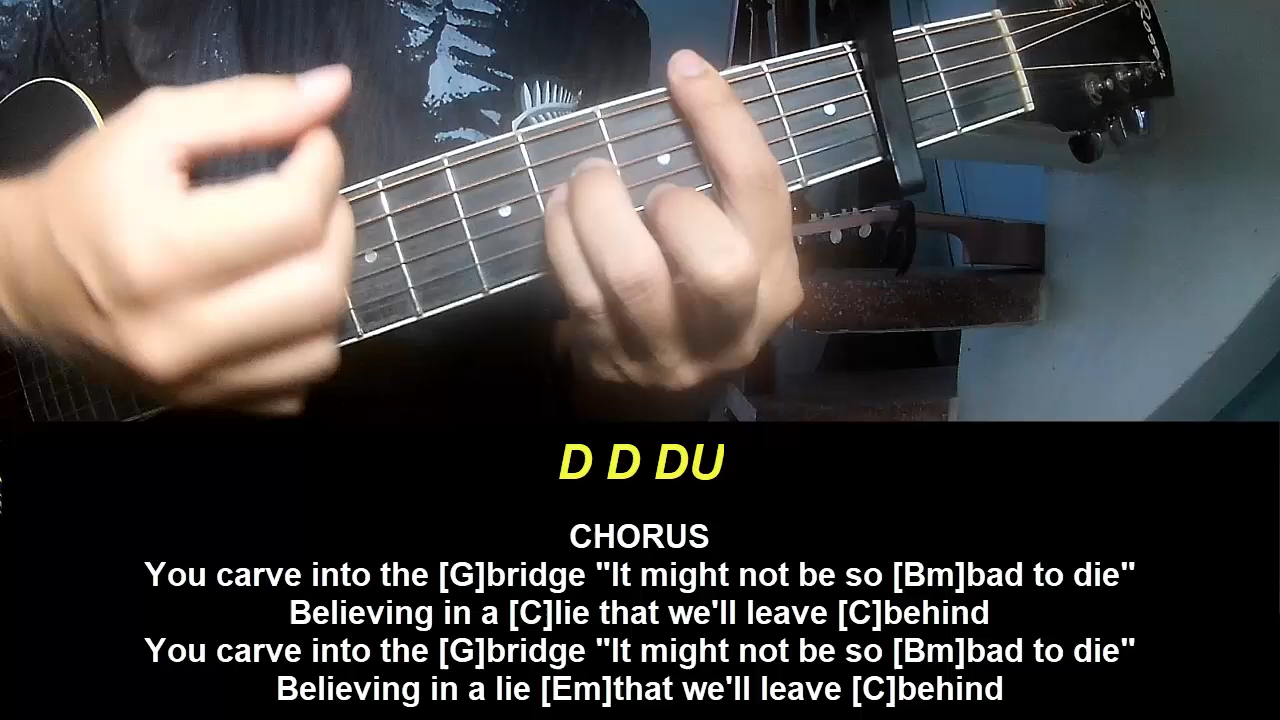 D D DU
CHORUS
You carve into the [G]bridge "It might not be so [Bm]bad to die"
Believing in a [C]lie that we'll leave [C]behind
You carve into the [G]bridge "It might not be so [Bm]bad to die"
Believing in a lie [Em]that we'll leave [C]behind